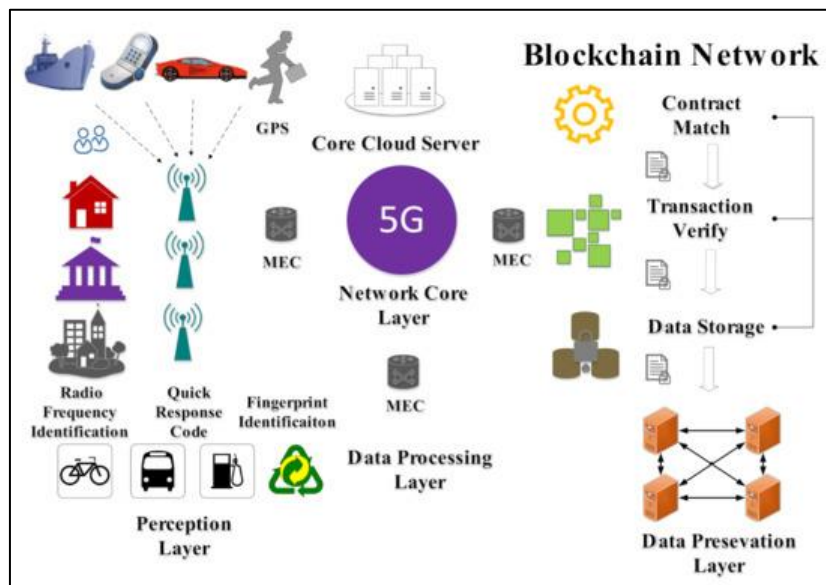 Blockchain Network
GPS
Core Cloud Server
Contract
Match
5G
MEC
MEC
Transaction
Verify
Network Core
Layer
Data Storage
MEC
Radio
Frequency
Identification
Quick
Response
Code
Fingerprint
Identificaiton
Data Processing
Layer
Perception
Layer
Data Presevation
Layer